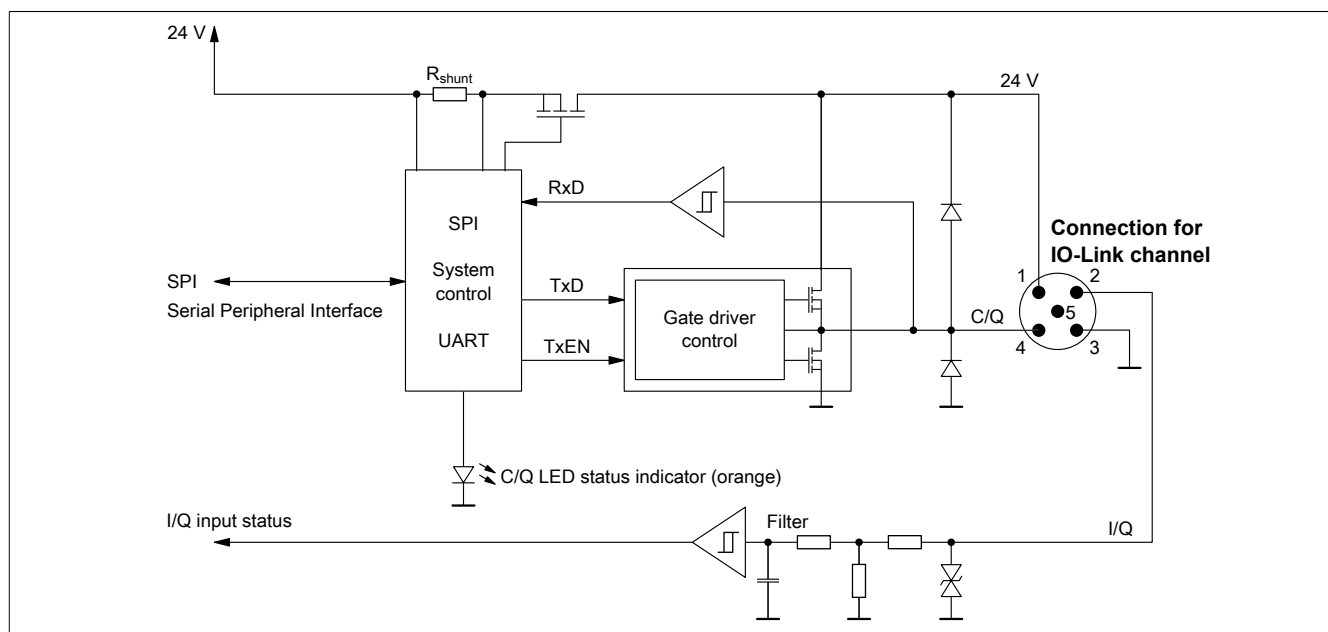 24 V
Rshunt
24 V
RxD
SPI
System
control
UART
Connection for
IO-Link channel
SPI
Serial Peripheral Interface
TxD
TxEN
Gate driver
control
C/Q
1
2
5
4
3
C/Q LED status indicator (orange)
I/Q input status
Filter
I/Q